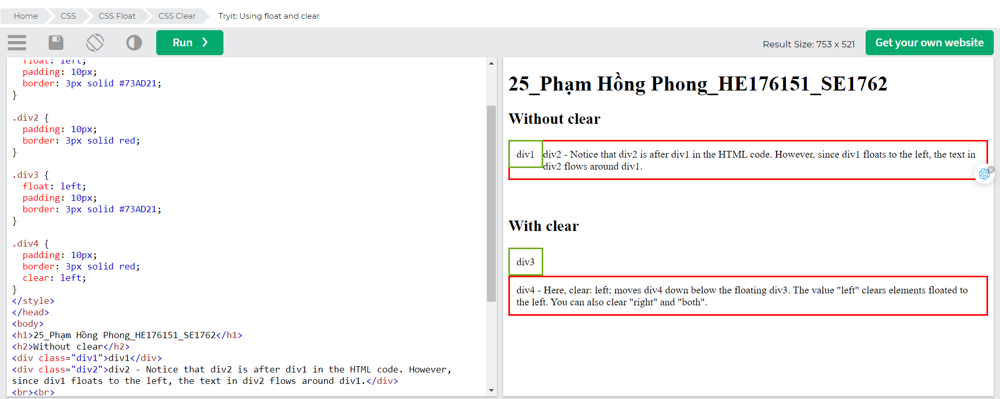 Home CSS CSS Float CSS Clear Tryit: Using float and clear
Run ❯
Result Size: 753 x 521
Get your own website
float: left;
  padding: 10px;
  border: 3px solid #73AD21;
}

.div2 {
  padding: 10px;
  border: 3px solid red;
}

.div3 {
  float: left;
  padding: 10px;
  border: 3px solid #73AD21;
}

.div4 {
  padding: 10px;
  border: 3px solid red;
  clear: left;
}
</style>
</head>
<body>
<h1>25_Phạm Hồng Phong_HE176151_SE1762</h1>
<h2>Without clear</h2>
<div class="div1">div1</div>
<div class="div2">div2 - Notice that div2 is after div1 in the HTML code. However,
since div1 floats to the left, the text in div2 flows around div1.</div>
<br><br>
25_Phạm Hồng Phong_HE176151_SE1762
Without clear
div1
div2 - Notice that div2 is after div1 in the HTML code. However, since div1 floats to the left, the text in
div2 flows around div1.
With clear
div3
div4 - Here, clear: left; moves div4 down below the floating div3. The value "left" clears elements floated to
the left. You can also clear "right" and "both".